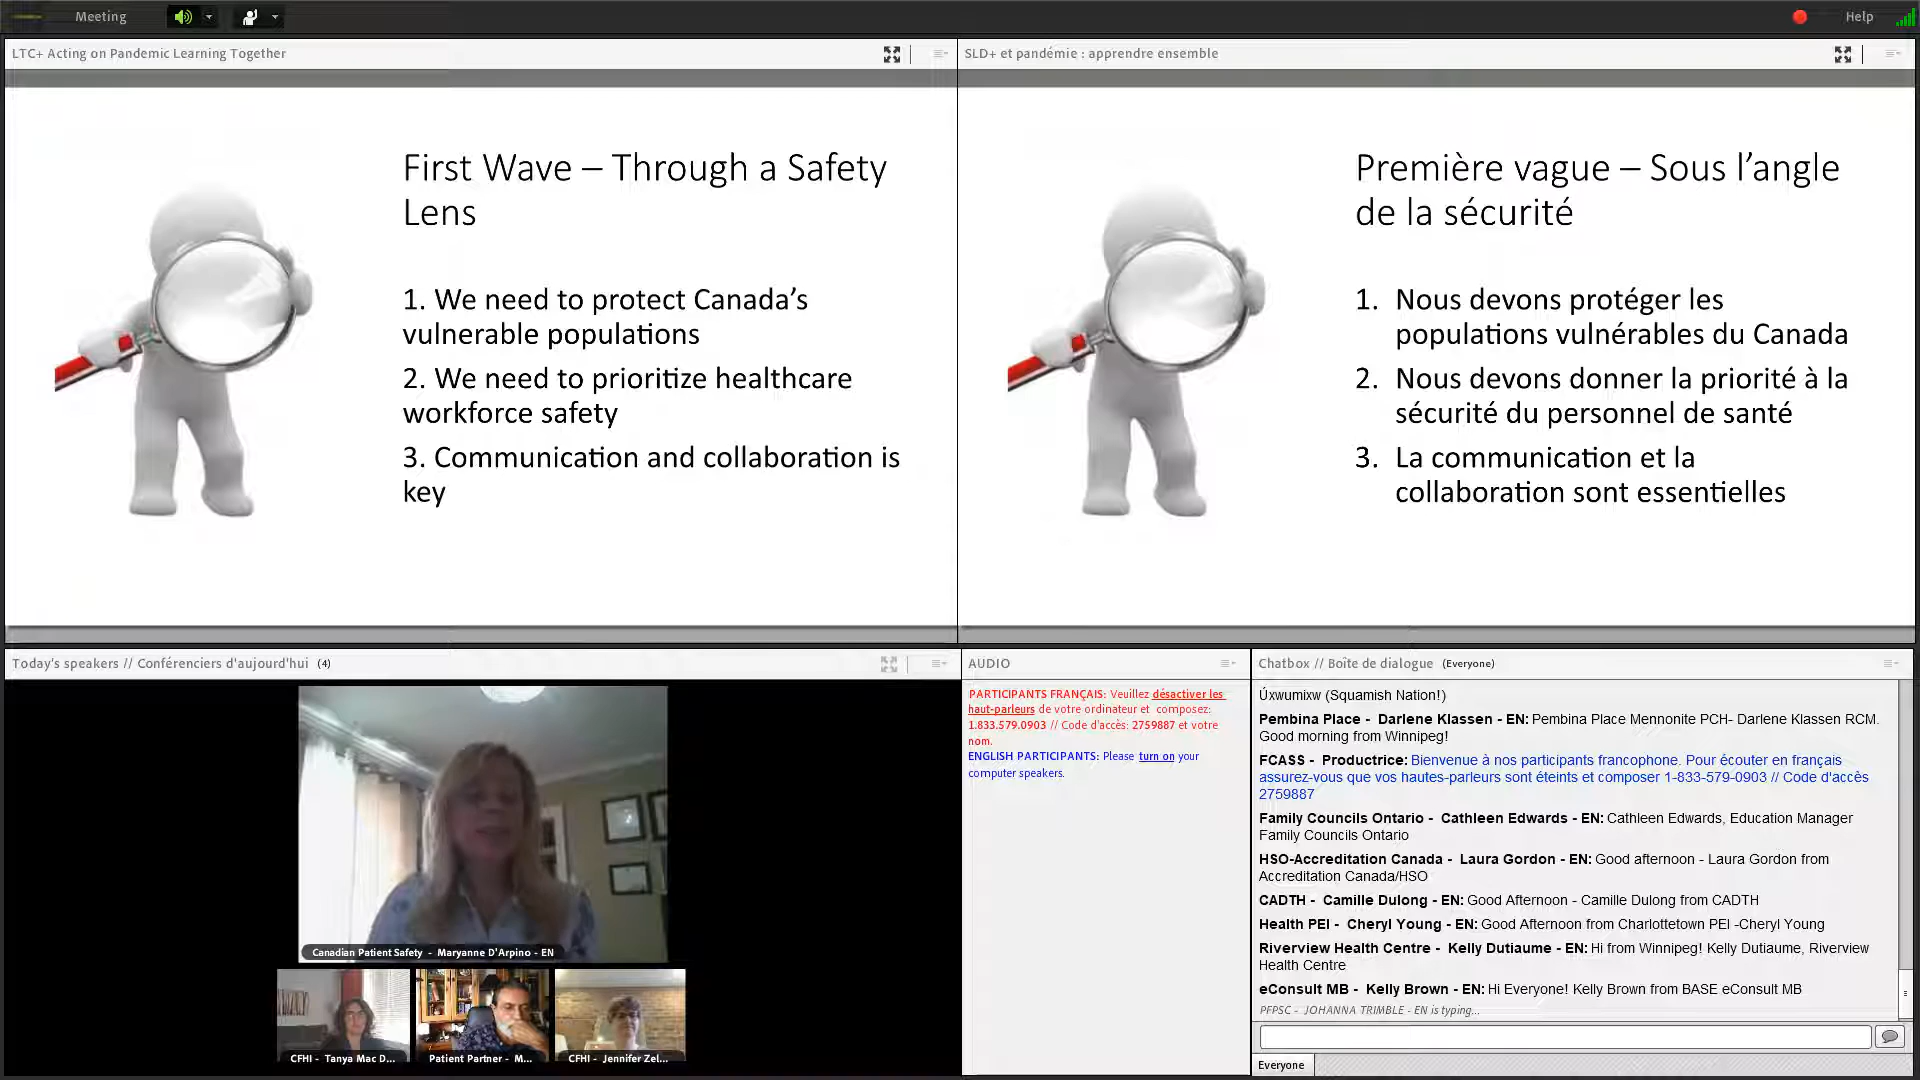 Meeting
Help
LTC+ Acting on Pandemic Learning Together
First Wave – Through a Safety
Lens
1. We need to protect Canada's
vulnerable populations
2. We need to prioritize healthcare
workforce safety
3. Communication and collaboration is
key
SLD+ et pandémie : apprendre ensemble
Première vague – Sous l'angle
de la sécurité
1. Nous devons protéger les
populations vulnérables du Canada
2. Nous devons donner la priorité à la
sécurité du personnel de santé
3. La communication et la
collaboration sont essentielles
Today's speakers // Conférenciers d'aujourd'hui (4)
Canadian Patient Safety - Maryanne D'Arpino - EN
CFHI - Tanya Mac D...
Patient Partner - M...
CFHI - Jennifer Zel...
AUDIO
PARTICIPANTS FRANÇAIS: Veuillez désactiver les
haut-parleurs de votre ordinateur et composez:
1.833.579.0903 // Code d'accès: 2759887 et votre
nom.
ENGLISH PARTICIPANTS: Please turn on your
computer speakers.
Chatbox // Boîte de dialogue (Everyone)
Úxwumixw (Squamish Nation!)
Pembina Place - Darlene Klassen - EN: Pembina Place Mennonite PCH- Darlene Klassen RCM.
Good morning from Winnipeg!
FCASS - Productrice: Bienvenue à nos participants francophone. Pour écouter en français
assurez-vous que vos hautes-parleurs sont éteints et composer 1-833-579-0903 // Code d'accès
2759887
Family Councils Ontario - Cathleen Edwards - EN: Cathleen Edwards, Education Manager
Family Councils Ontario
HSO-Accreditation Canada - Laura Gordon - EN: Good afternoon - Laura Gordon from
Accreditation Canada/HSO
CADTH - Camille Dulong - EN: Good Afternoon - Camille Dulong from CADTH
Health PEI - Cheryl Young - EN: Good Afternoon from Charlottetown PEI -Cheryl Young
Riverview Health Centre - Kelly Dutiaume - EN: Hi from Winnipeg! Kelly Dutiaume, Riverview
Health Centre
eConsult MB - Kelly Brown - EN: Hi Everyone! Kelly Brown from BASE eConsult MB
PFPSC - JOHANNA TRIMBLE - EN is typing...
Everyone